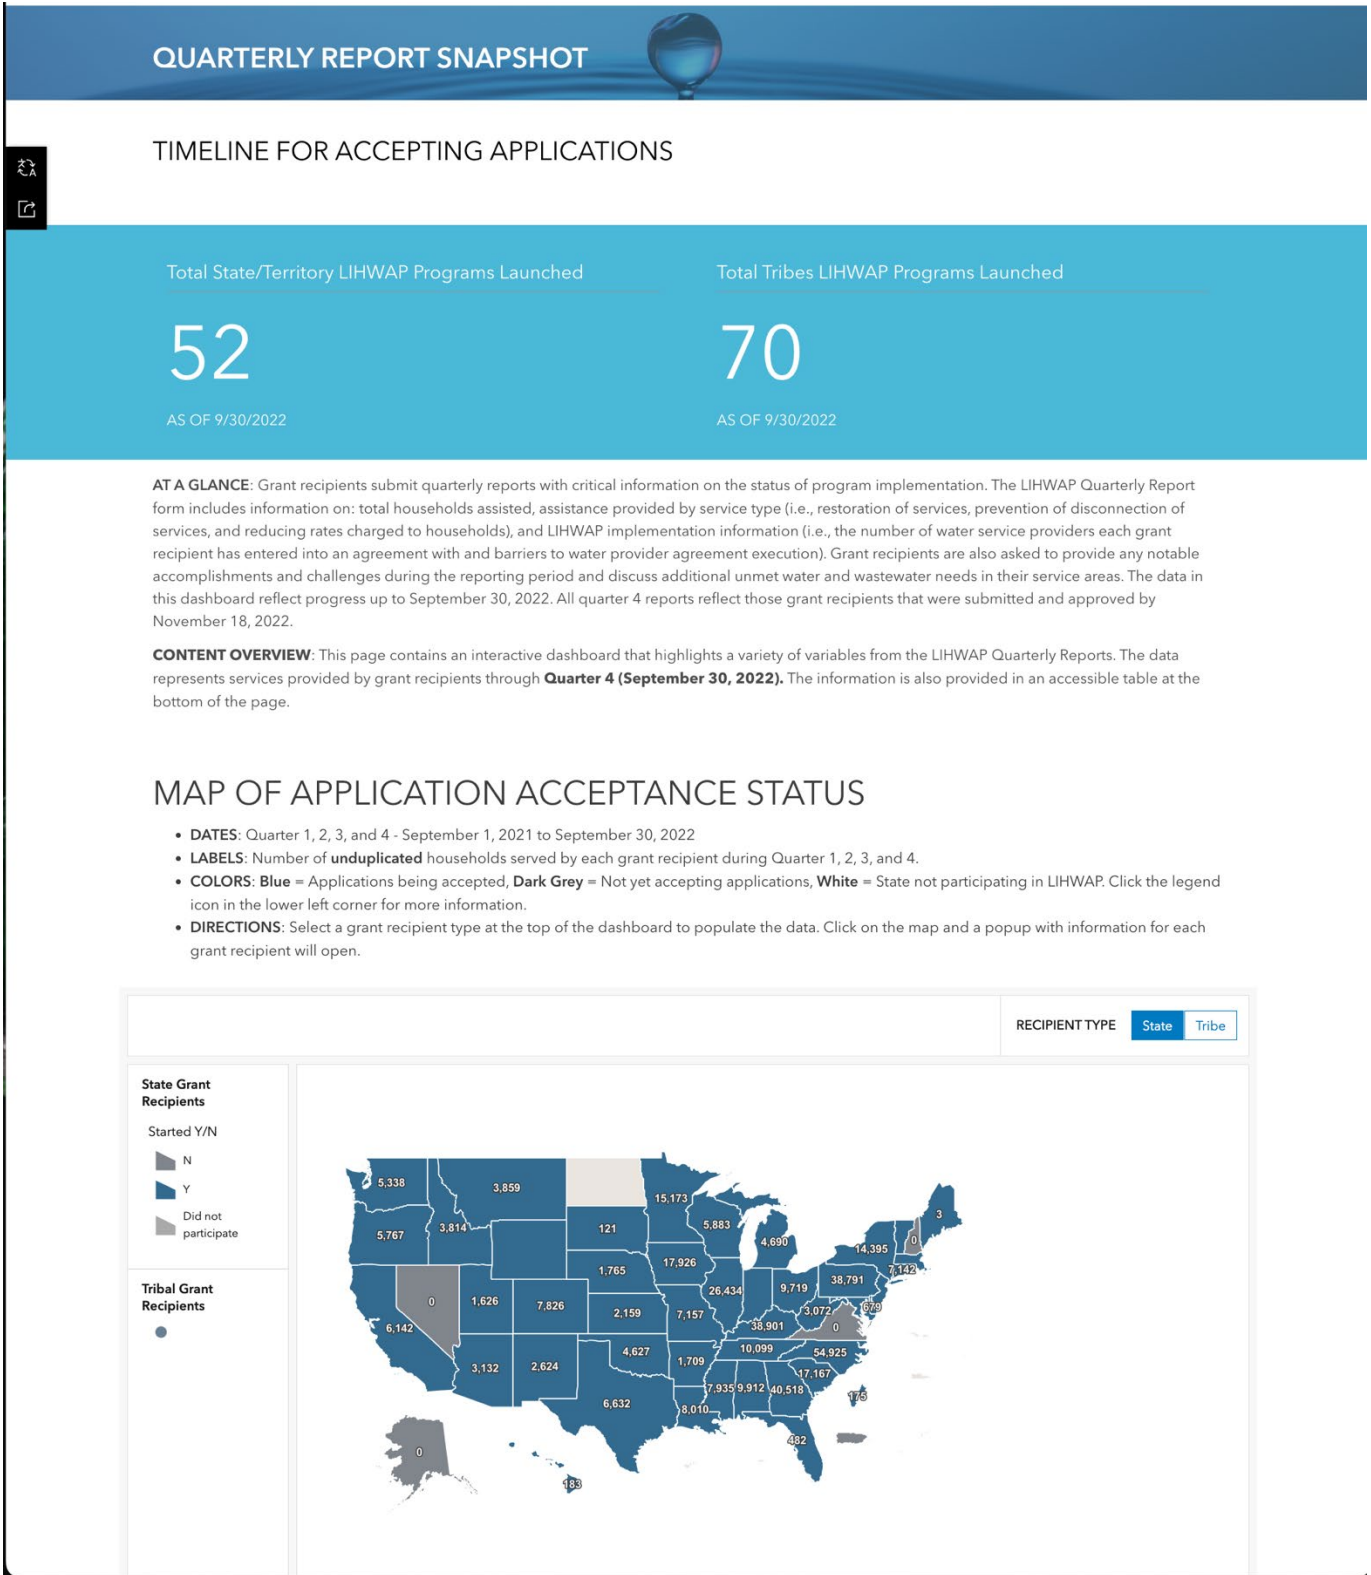 QUARTERLY REPORT SNAPSHOT
TIMELINE FOR ACCEPTING APPLICATIONS
Total State/Territory LIHWAP Programs Launched
52
AS OF 9/30/2022
Total Tribes LIHWAP Programs Launched
70
AS OF 9/30/2022
AT A GLANCE: Grant recipients submit quarterly reports with critical information on the status of program implementation. The LIHWAP Quarterly Report
form includes information on: total households assisted, assistance provided by service type (i.e., restoration of services, prevention of disconnection of
services, and reducing rates charged to households), and LIHWAP implementation information (i.e., the number of water service providers each grant
recipient has entered into an agreement with and barriers to water provider agreement execution). Grant recipients are also asked to provide any notable
accomplishments and challenges during the reporting period and discuss additional unmet water and wastewater needs in their service areas. The data in
this dashboard reflect progress up to September 30, 2022. All quarter 4 reports reflect those grant recipients that were submitted and approved by
November 18, 2022.
CONTENT OVERVIEW: This page contains an interactive dashboard that highlights a variety of variables from the LIHWAP Quarterly Reports. The data
represents services provided by grant recipients through Quarter 4 (September 30, 2022). The information is also provided in an accessible table at the
bottom of the page.
MAP OF APPLICATION ACCEPTANCE STATUS
• DATES: Quarter 1, 2, 3, and 4 - September 1, 2021 to September 30, 2022
• LABELS: Number of unduplicated households served by each grant recipient during Quarter 1, 2, 3, and 4.
• COLORS: Blue = Applications being accepted, Dark Grey = Not yet accepting applications, White = State not participating in LIHWAP. Click the legend
icon in the lower left corner for more information.
• DIRECTIONS: Select a grant recipient type at the top of the dashboard to populate the data. Click on the map and a popup with information for each
grant recipient will open.
RECIPIENT TYPE State Tribe
State Grant
Recipients
Started Y/N
N
Y
Did not
participate
Tribal Grant
Recipients
5,338
3,859
15,173
3
5,767
3,814
121
5,883
4,690
14,395
0
1,765
17,926
7,142
0
1,626
7,826
26,434
9,719
38,791
6,142
2,159
7,157
3,072
679
38,901
0
3,132
2,624
4,627
1,709
10,099
54,925
17,167
6,632
8,010
7,935
9,912
40,518
175
482
0
183